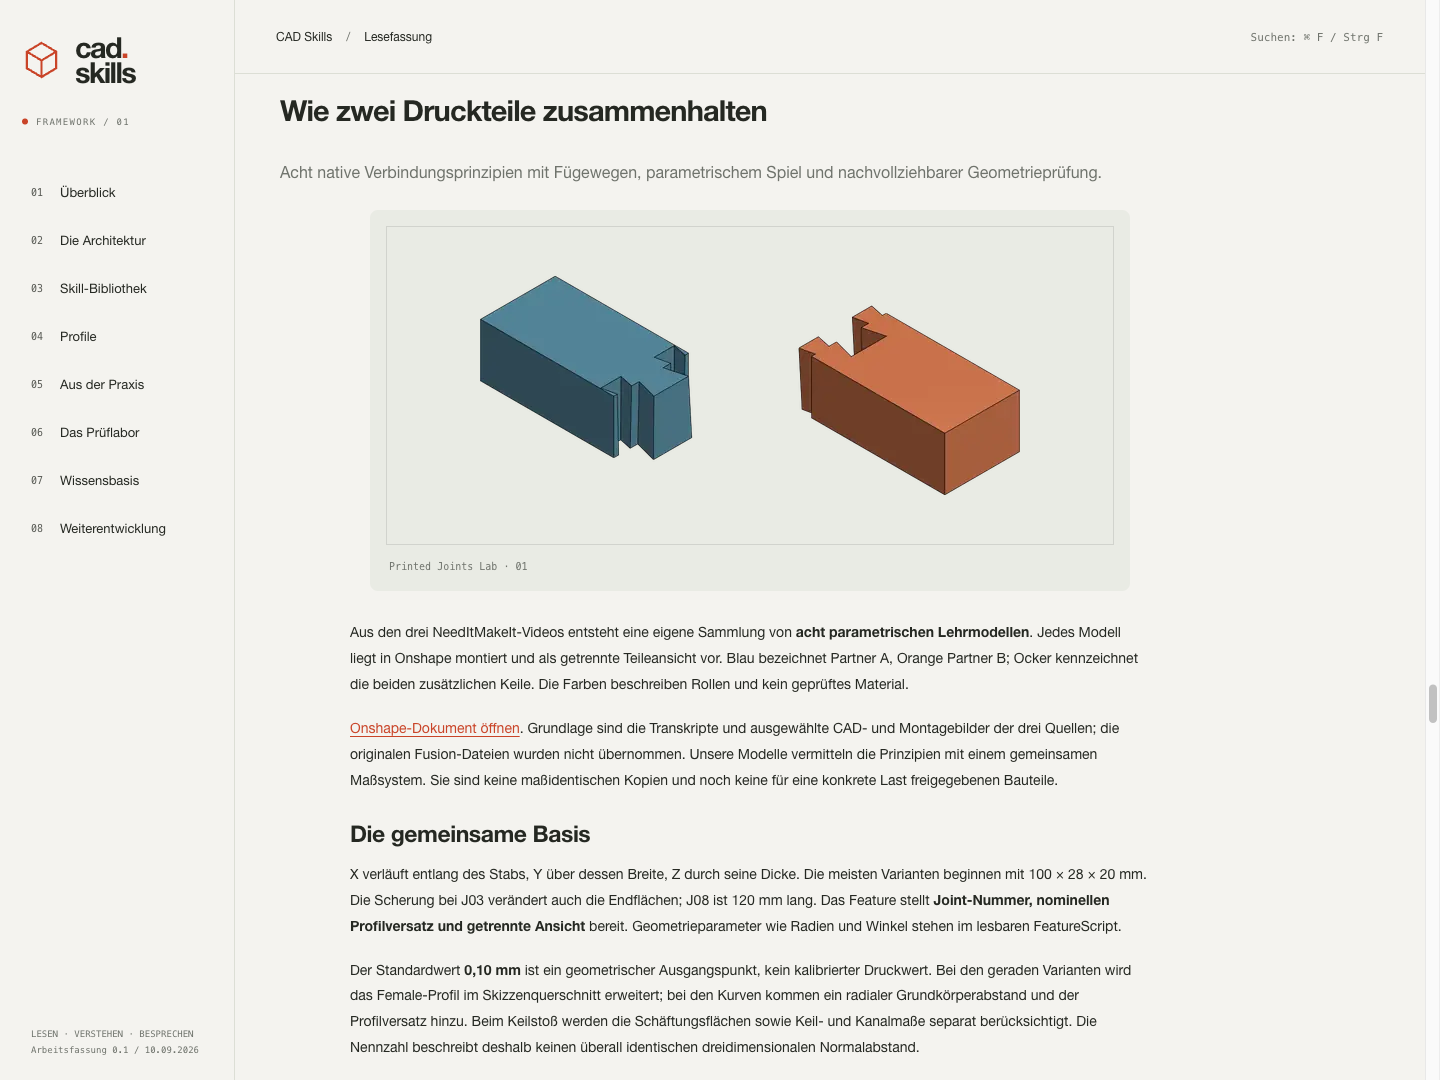 cad.
skills
FRAMEWORK / 01
01 Überblick
02 Die Architektur
03 Skill-Bibliothek
04 Profile
05 Aus der Praxis
06 Das Prüflabor
07 Wissensbasis
08 Weiterentwicklung
LESEN · VERSTEHEN · BESPRECHEN
Arbeitsfassung 0.1 / 10.09.2026
CAD Skills / Lesefassung
Suchen: ⌘ F / Strg F
Wie zwei Druckteile zusammenhalten
Acht native Verbindungsprinzipien mit Fügewegen, parametrischem Spiel und nachvollziehbarer Geometrieprüfung.
Printed Joints Lab · 01
Aus den drei NeedItMakeIt-Videos entsteht eine eigene Sammlung von acht parametrischen Lehrmodellen. Jedes Modell
liegt in Onshape montiert und als getrennte Teileansicht vor. Blau bezeichnet Partner A, Orange Partner B; Ocker kennzeichnet
die beiden zusätzlichen Keile. Die Farben beschreiben Rollen und kein geprüftes Material.
Onshape-Dokument öffnen. Grundlage sind die Transkripte und ausgewählte CAD- und Montagebilder der drei Quellen; die
originalen Fusion-Dateien wurden nicht übernommen. Unsere Modelle vermitteln die Prinzipien mit einem gemeinsamen
Maßsystem. Sie sind keine maßidentischen Kopien und noch keine für eine konkrete Last freigegebenen Bauteile.
Die gemeinsame Basis
X verläuft entlang des Stabs, Y über dessen Breite, Z durch seine Dicke. Die meisten Varianten beginnen mit 100 × 28 × 20 mm.
Die Scherung bei J03 verändert auch die Endflächen; J08 ist 120 mm lang. Das Feature stellt Joint-Nummer, nominellen
Profilversatz und getrennte Ansicht bereit. Geometrieparameter wie Radien und Winkel stehen im lesbaren FeatureScript.
Der Standardwert 0,10 mm ist ein geometrischer Ausgangspunkt, kein kalibrierter Druckwert. Bei den geraden Varianten wird
das Female-Profil im Skizzenquerschnitt erweitert; bei den Kurven kommen ein radialer Grundkörperabstand und der
Profilversatz hinzu. Beim Keilstoß werden die Schäftungsflächen sowie Keil- und Kanalmaße separat berücksichtigt. Die
Nennzahl beschreibt deshalb keinen überall identischen dreidimensionalen Normalabstand.